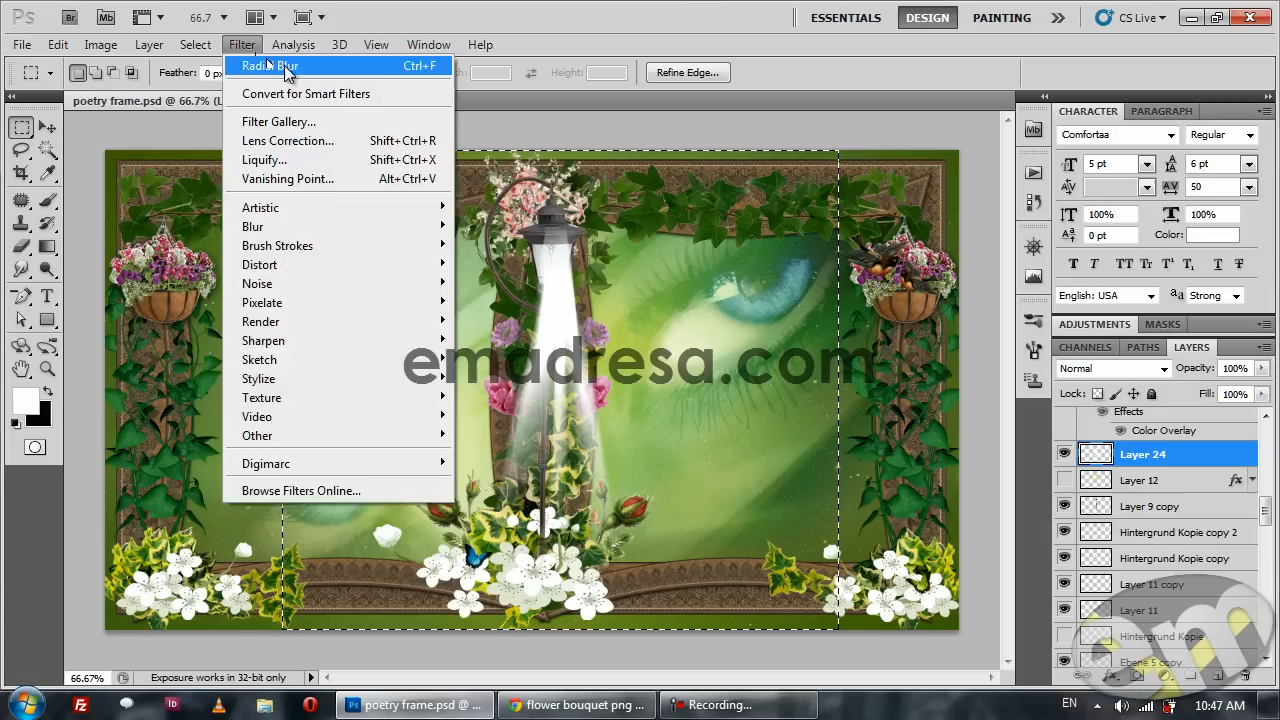 Ps Br Mb 66.7 ESSENTIALS DESIGN PAINTING CS Live
File Edit Image Layer Select Filter Analysis 3D View Window Help
Feather: 0 px Height: Refine Edge...
Radial Blur Ctrl+F
Convert for Smart Filters
Filter Gallery...
Lens Correction... Shift+Ctrl+R
Liquify... Shift+Ctrl+X
Vanishing Point... Alt+Ctrl+V
Artistic
Blur
Brush Strokes
Distort
Noise
Pixelate
Render
Sharpen
Sketch
Stylize
Texture
Video
Other
Digimarc
Browse Filters Online...
poetry frame.psd @ 66.7% (L
emadresa.com
CHARACTER PARAGRAPH
Comfortaa Regular
5 pt 6 pt
50
100% 100%
0 pt Color:
English: USA Strong
ADJUSTMENTS MASKS
CHANNELS PATHS LAYERS
Normal Opacity: 100%
Lock: Fill: 100%
Effects
Color Overlay
Layer 24
Layer 12 fx
Layer 9 copy
Hintergrund Kopie copy 2
Hintergrund Kopie copy
Layer 11 copy
Layer 11
Hintergrund Kopie
Ebene 5 copy
em
66.67% Exposure works in 32-bit only
poetry frame.psd @ ... flower bouquet png ... Recording... EN 10:47 AM